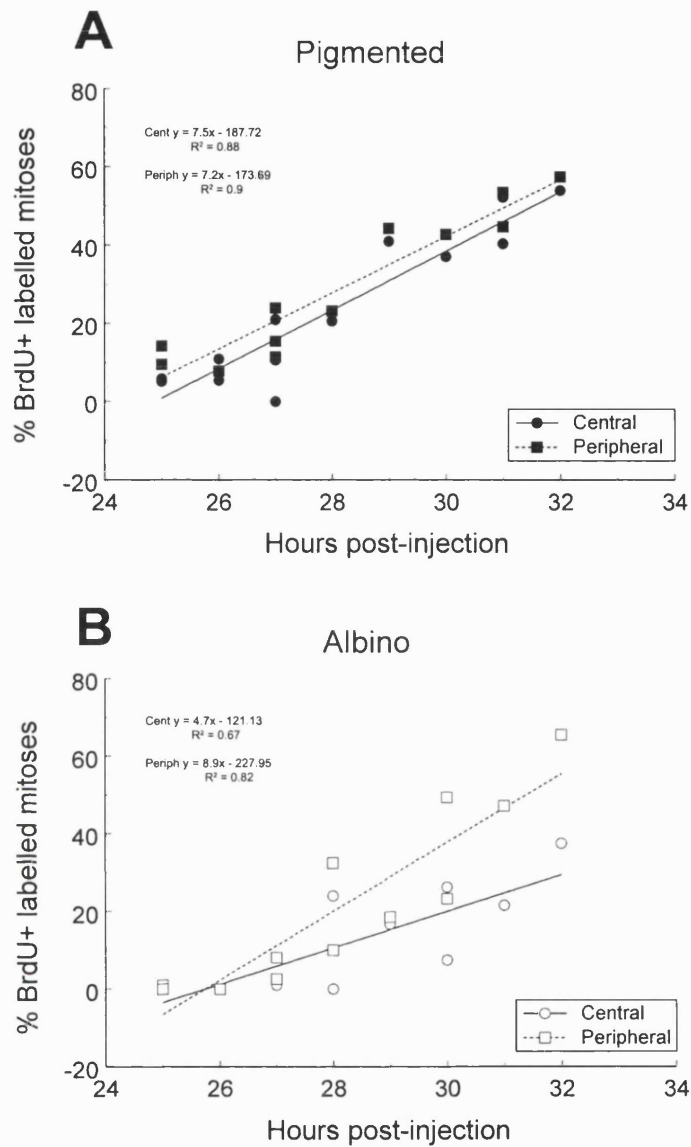 A
Pigmented
80
60
40
20
0
-20
% BrdU+ labelled mitoses
Cent y = 7.5x - 187.72
R² = 0.88
Periph y = 7.2x - 173.69
R² = 0.9
Central
Peripheral
24 26 28 30 32 34
Hours post-injection
B
Albino
80
60
40
20
0
-20
% BrdU+ labelled mitoses
Cent y = 4.7x - 121.13
R² = 0.67
Periph y = 8.9x - 227.95
R² = 0.82
Central
Peripheral
24 26 28 30 32 34
Hours post-injection